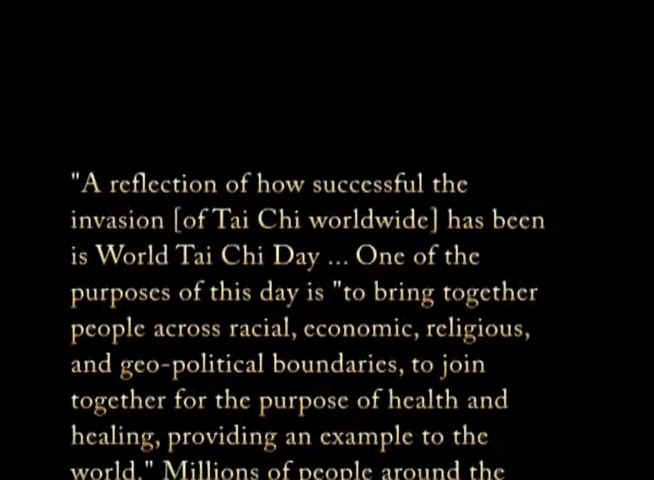 "A reflection of how successful the
invasion [of Tai Chi worldwide] has been
is World Tai Chi Day ... One of the
purposes of this day is "to bring together
people across racial, economic, religious,
and geo-political boundaries, to join
together for the purpose of health and
healing, providing an example to the
world." Millions of people around the